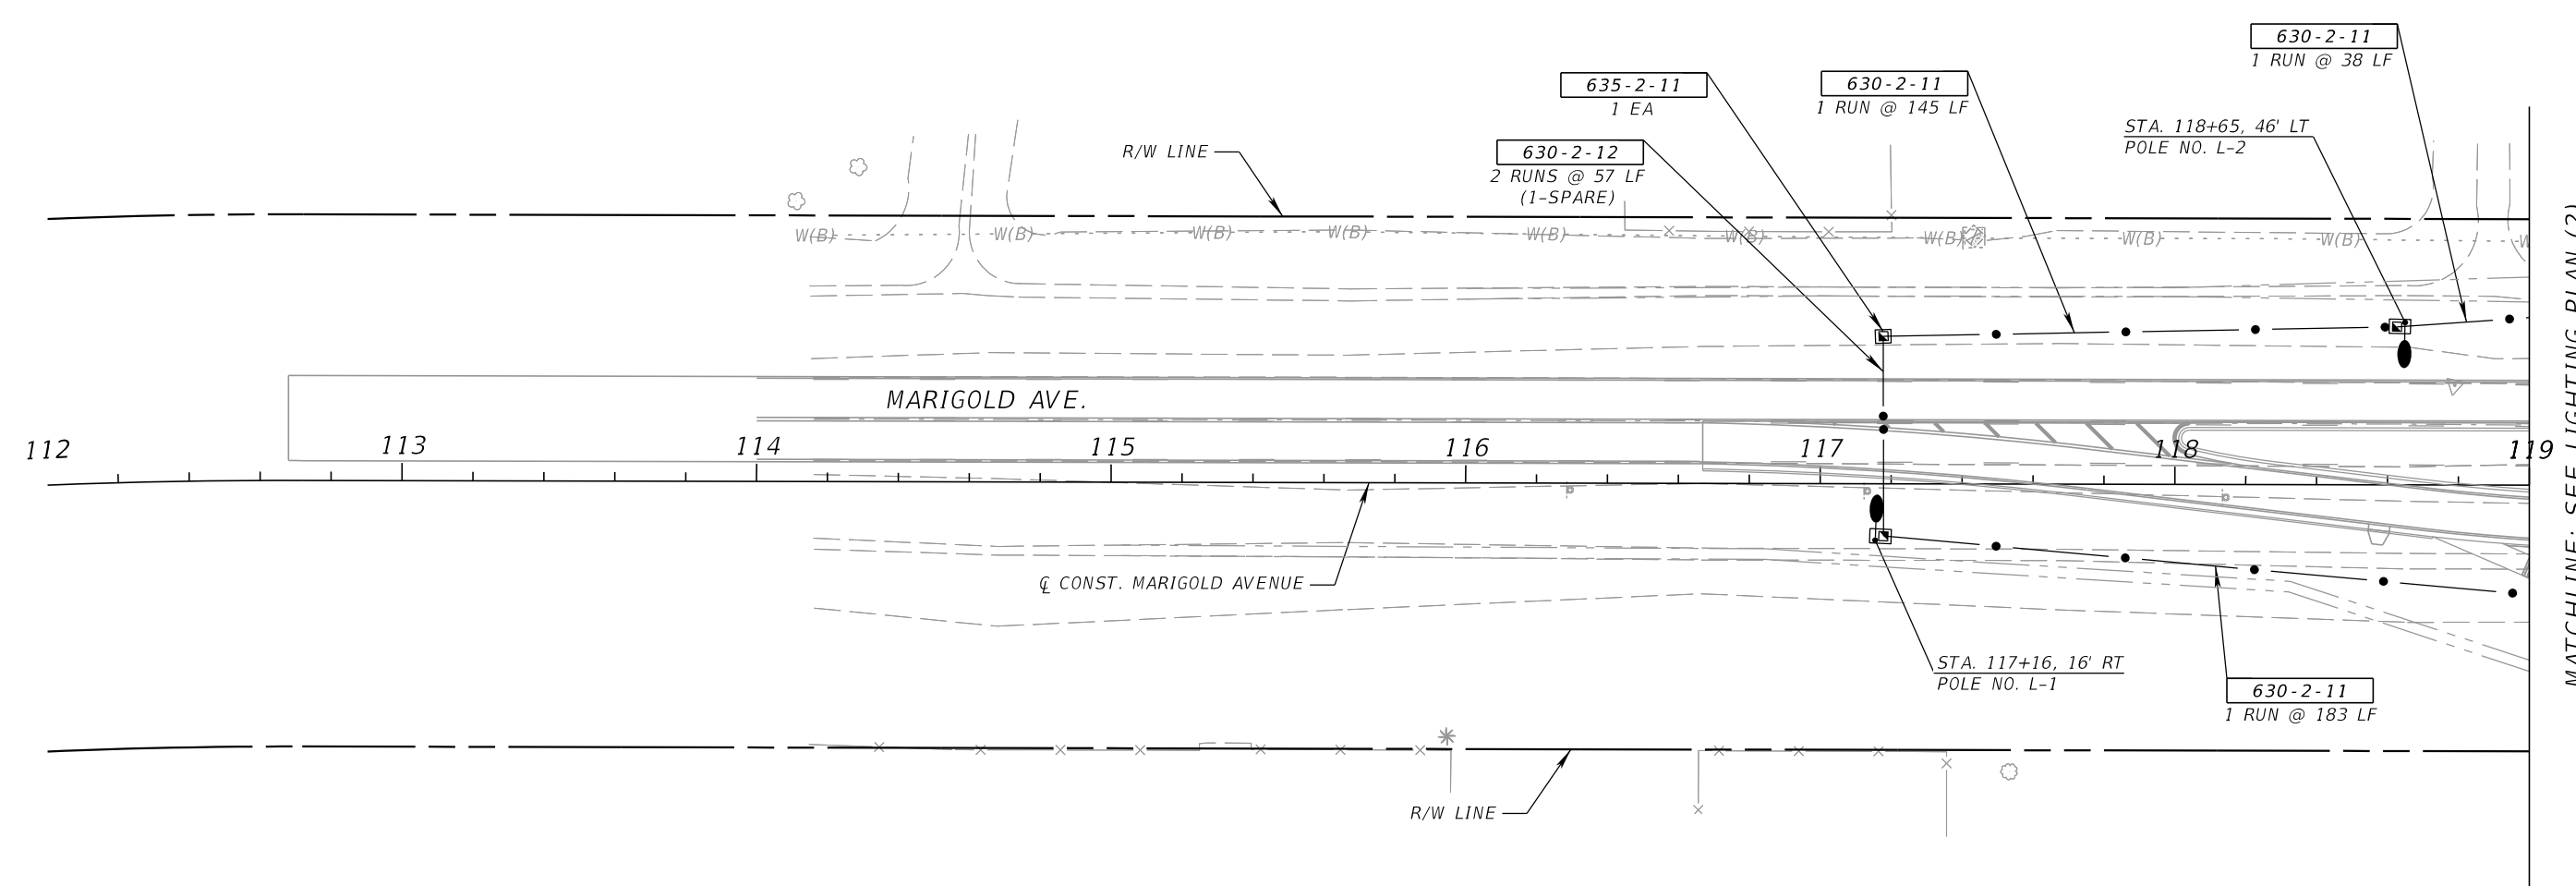 630-2-11
1 RUN @ 38 LF
635-2-11
1 EA
630-2-11
1 RUN @ 145 LF
STA. 118+65, 46' LT
POLE NO. L-2
630-2-12
2 RUNS @ 57 LF
(1-SPARE)
R/W LINE
W(B) W(B) W(B) W(B) W(B) W(B) W(B) W(B) W(B) W
MARIGOLD AVE.
112 113 114 115 116 117 118 119
℄ CONST. MARIGOLD AVENUE
STA. 117+16, 16' RT
POLE NO. L-1
630-2-11
1 RUN @ 183 LF
R/W LINE
MATCHLINE: SEE LIGHTING PLAN (2)